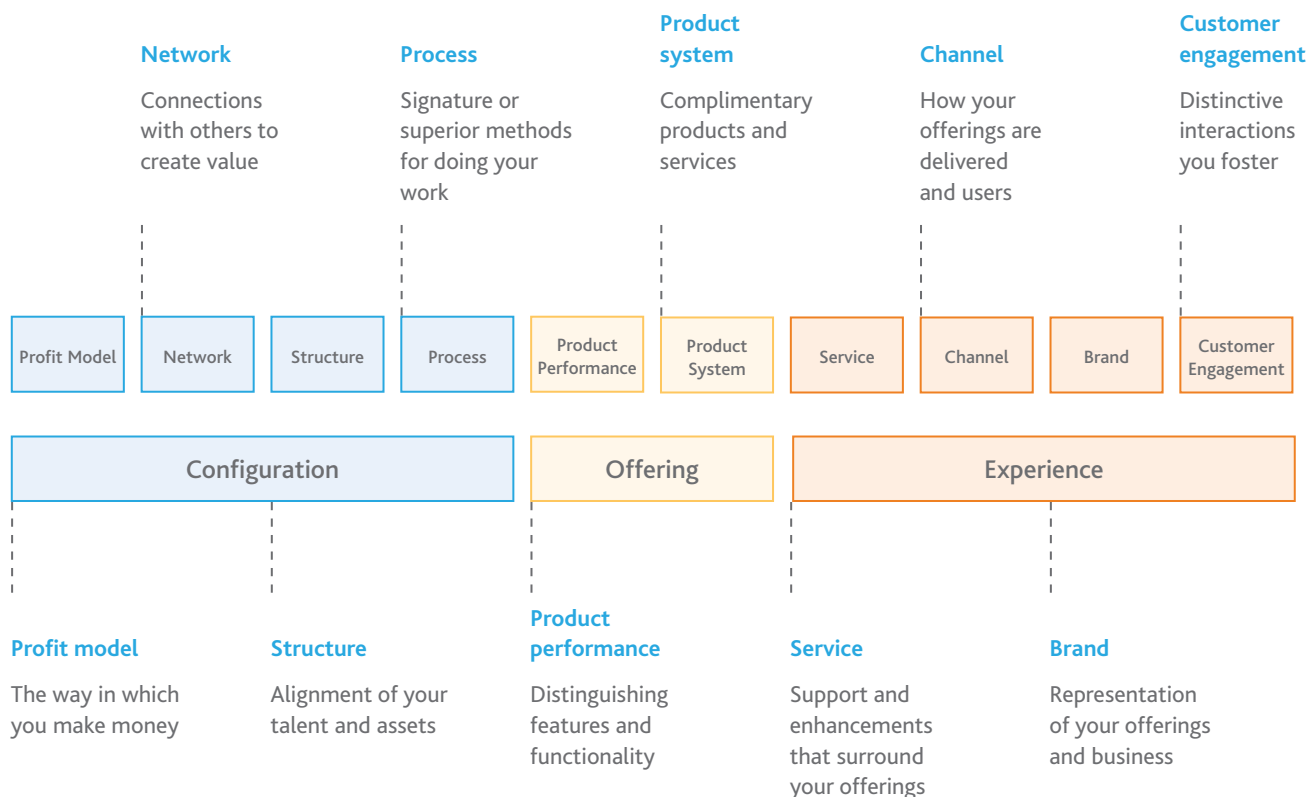 Network
Connections
with others to
create value
Process
Signature or
superior methods
for doing your
work
Product
system
Complimentary
products and
services
Channel
How your
offerings are
delivered
and users
Customer
engagement
Distinctive
interactions
you foster
Profit Model
Network
Structure
Process
Product
Performance
Product
System
Service
Channel
Brand
Customer
Engagement
Configuration
Offering
Experience
Profit model
The way in which
you make money
Structure
Alignment of your
talent and assets
Product
performance
Distinguishing
features and
functionality
Service
Support and
enhancements
that surround
your offerings
Brand
Representation
of your offerings
and business